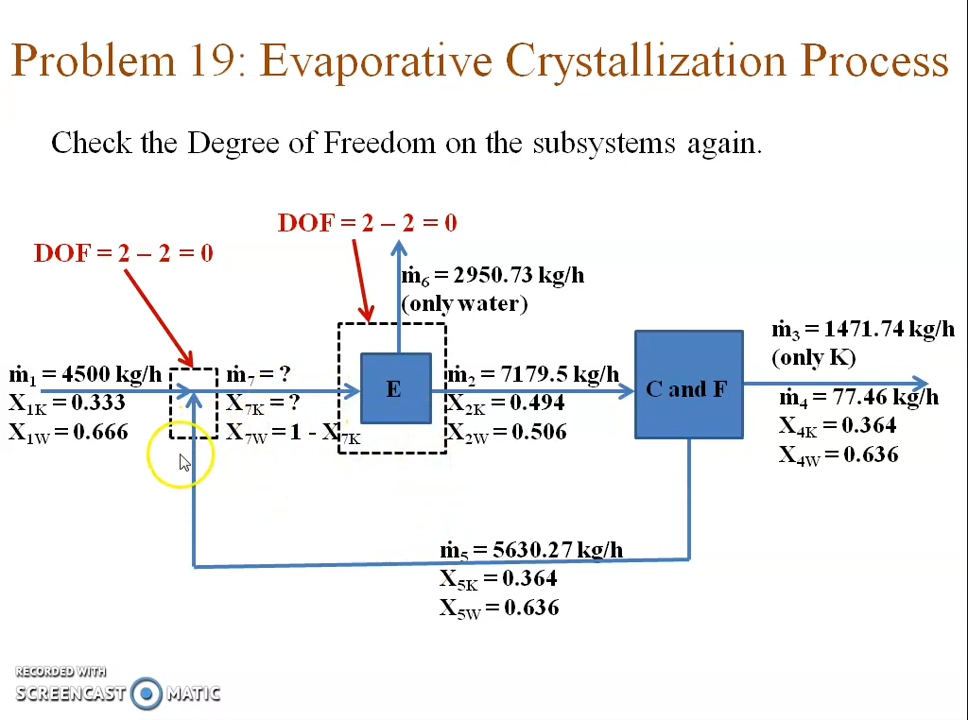 Problem 19: Evaporative Crystallization Process
Check the Degree of Freedom on the subsystems again.
DOF = 2 – 2 = 0
DOF = 2 – 2 = 0
ṁ6 = 2950.73 kg/h
(only water)
ṁ1 = 4500 kg/h
X1K = 0.333
X1W = 0.666
ṁ7 = ?
X7K = ?
X7W = 1 - X7K
E
ṁ2 = 7179.5 kg/h
X2K = 0.494
X2W = 0.506
C and F
ṁ3 = 1471.74 kg/h
(only K)
ṁ4 = 77.46 kg/h
X4K = 0.364
X4W = 0.636
ṁ5 = 5630.27 kg/h
X5K = 0.364
X5W = 0.636
RECORDED WITH
SCREENCAST MATIC